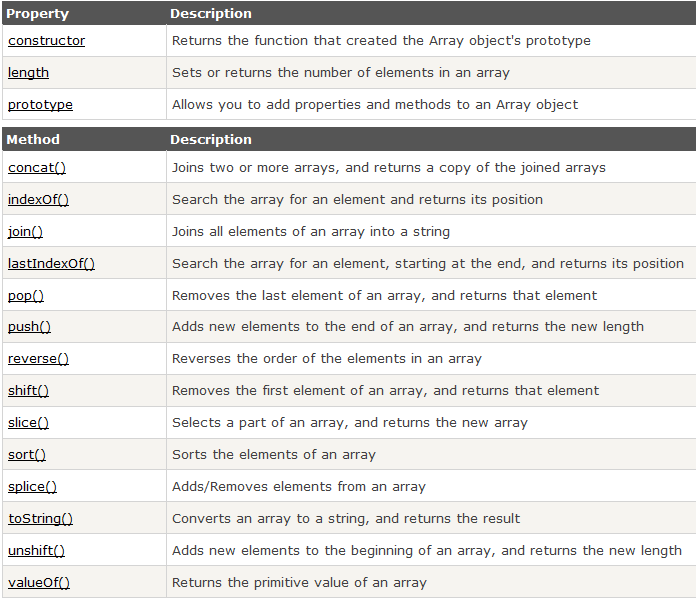 Property Description
constructor Returns the function that created the Array object's prototype
length Sets or returns the number of elements in an array
prototype Allows you to add properties and methods to an Array object
Method Description
concat() Joins two or more arrays, and returns a copy of the joined arrays
indexOf() Search the array for an element and returns its position
join() Joins all elements of an array into a string
lastIndexOf() Search the array for an element, starting at the end, and returns its position
pop() Removes the last element of an array, and returns that element
push() Adds new elements to the end of an array, and returns the new length
reverse() Reverses the order of the elements in an array
shift() Removes the first element of an array, and returns that element
slice() Selects a part of an array, and returns the new array
sort() Sorts the elements of an array
splice() Adds/Removes elements from an array
toString() Converts an array to a string, and returns the result
unshift() Adds new elements to the beginning of an array, and returns the new length
valueOf() Returns the primitive value of an array